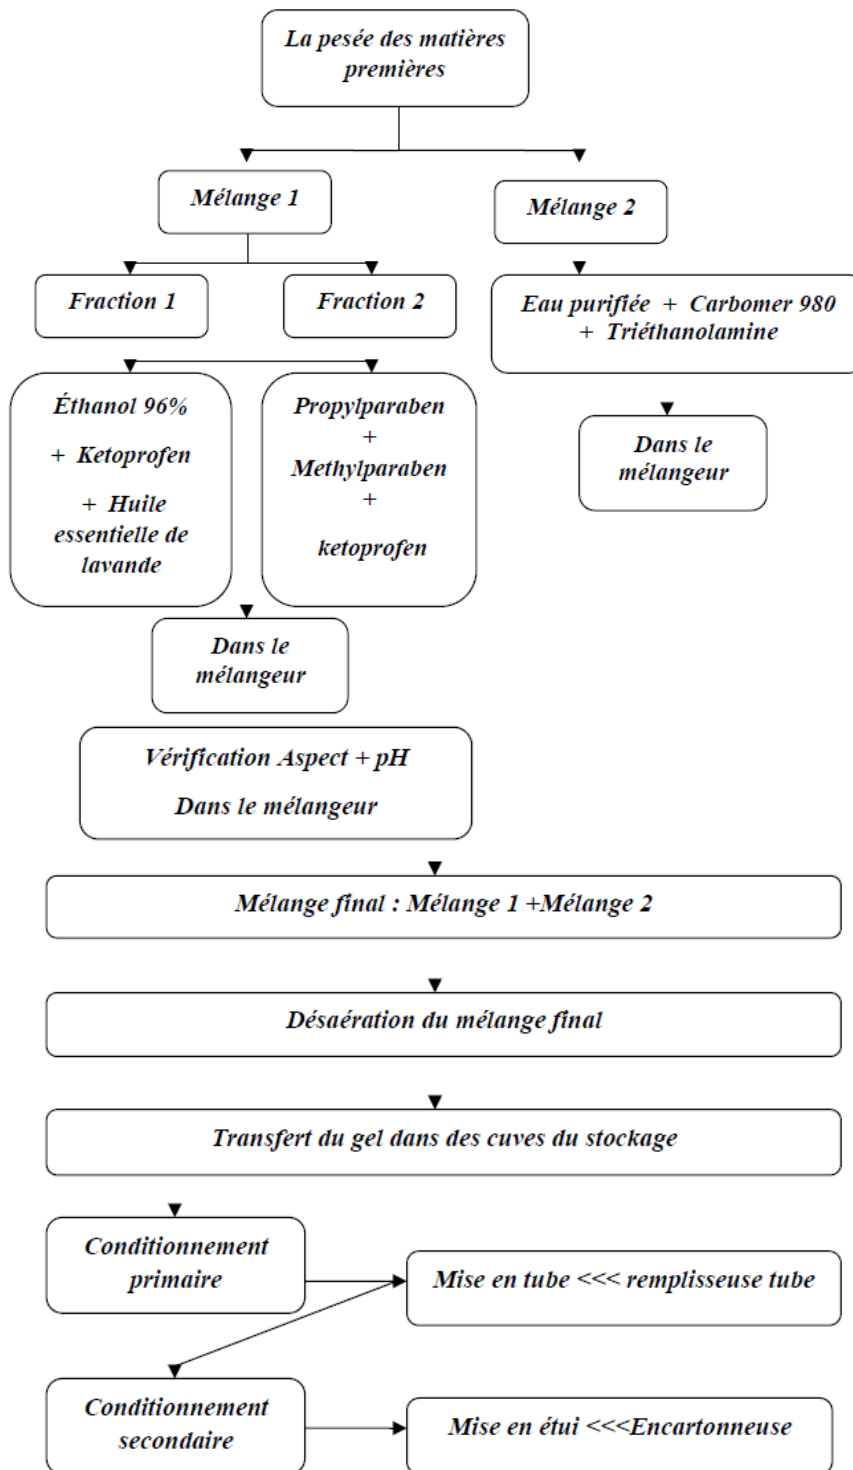 La pesée des matières
premières
Mélange 1
Mélange 2
Fraction 1
Fraction 2
Eau purifiée + Carbomer 980
+ Triéthanolamine
Éthanol 96%
+ Ketoprofen
+ Huile
essentielle de
lavande
Propylparaben
+
Methylparaben
+
ketoprofen
Dans le
mélangeur
Dans le
mélangeur
Vérification Aspect + pH
Dans le mélangeur
Mélange final : Mélange 1 +Mélange 2
Désaération du mélange final
Transfert du gel dans des cuves du stockage
Conditionnement
primaire
Mise en tube <<< remplisseuse tube
Conditionnement
secondaire
Mise en étui <<<Encartonneuse